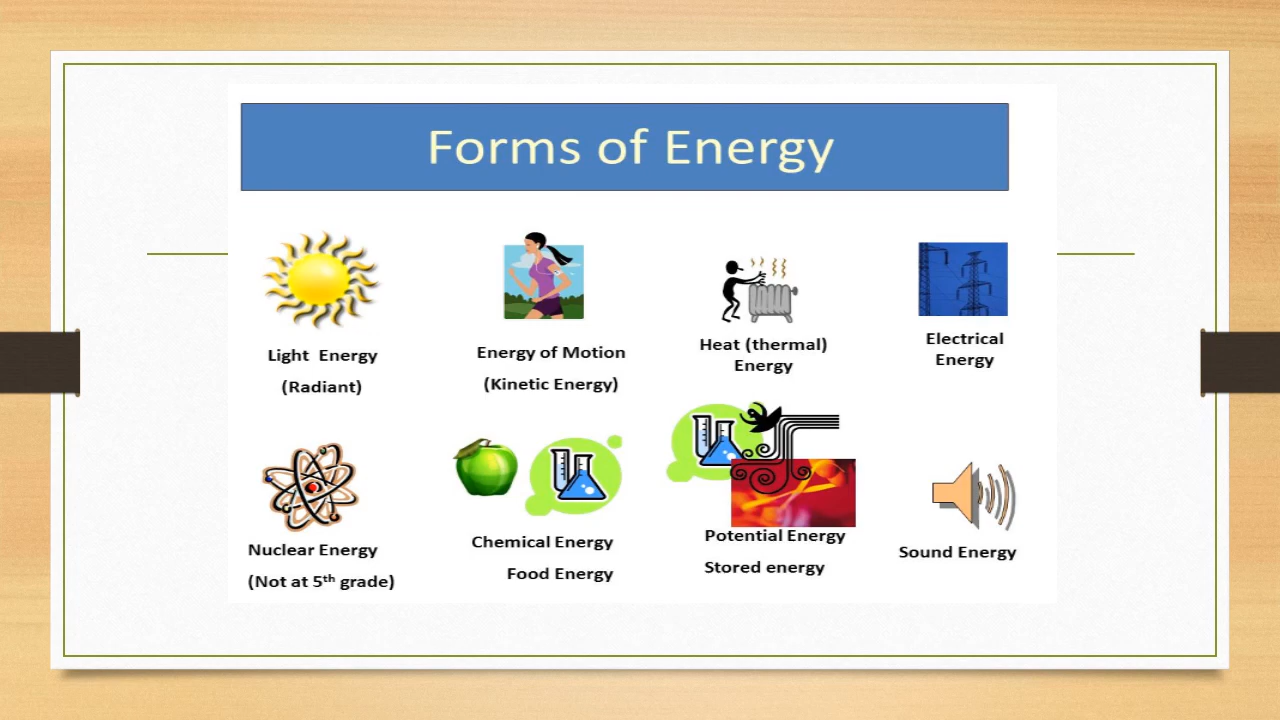 Forms of Energy
Light Energy
(Radiant)
Energy of Motion
(Kinetic Energy)
Heat (thermal)
Energy
Electrical
Energy
Nuclear Energy
(Not at 5th grade)
Chemical Energy
Food Energy
Potential Energy
Stored energy
Sound Energy